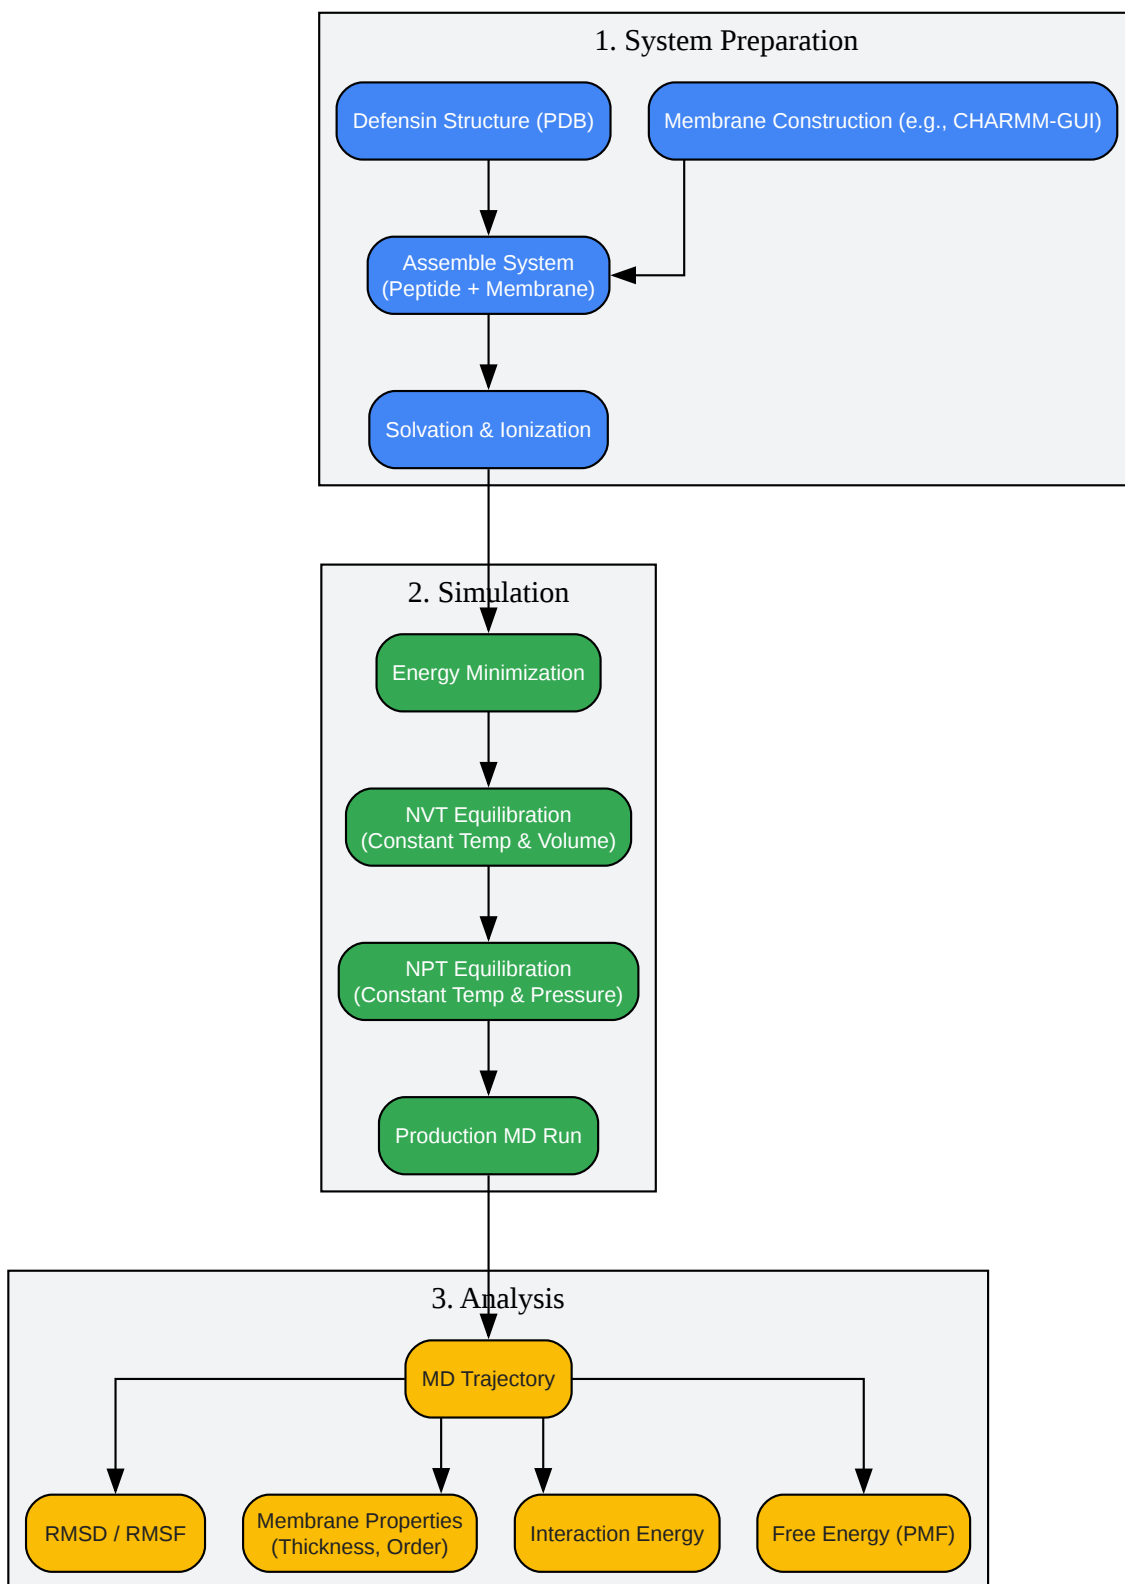 1. System Preparation
Defensin Structure (PDB)
Membrane Construction (e.g., CHARMM-GUI)
Assemble System
(Peptide + Membrane)
Solvation & Ionization
2. Simulation
Energy Minimization
NVT Equilibration
(Constant Temp & Volume)
NPT Equilibration
(Constant Temp & Pressure)
Production MD Run
3. Analysis
MD Trajectory
RMSD / RMSF
Membrane Properties
(Thickness, Order)
Interaction Energy
Free Energy (PMF)